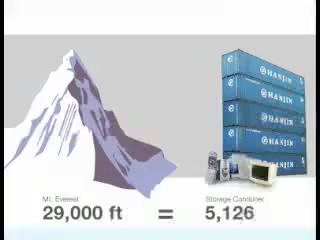 HANJIN
HANJIN
HANJIN
HANJIN
HANJIN
Mt. Everest
29,000 ft
=
Storage Container
5,126